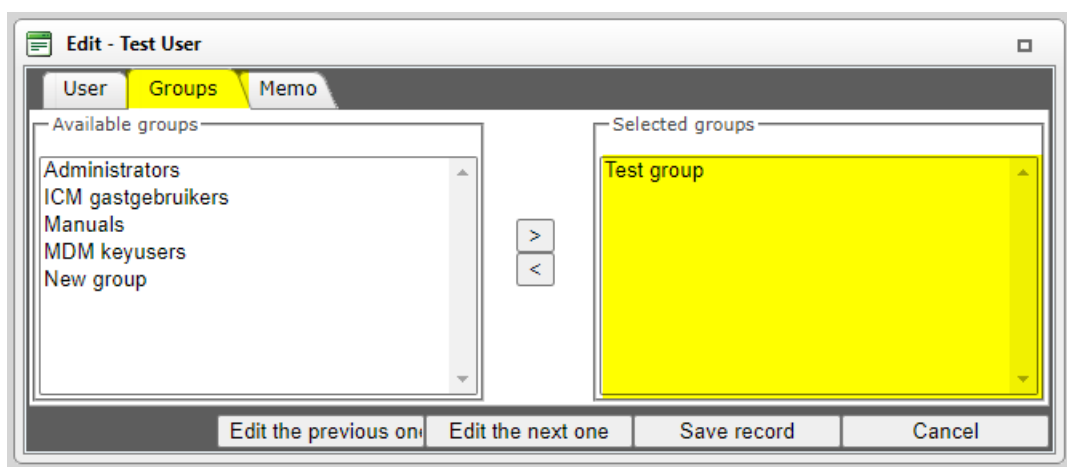 Edit - Test User
User Groups Memo
Available groups
Selected groups
Administrators
ICM gastgebruikers
Manuals
MDM keyusers
New group
>
<
Test group
Edit the previous on Edit the next one Save record Cancel